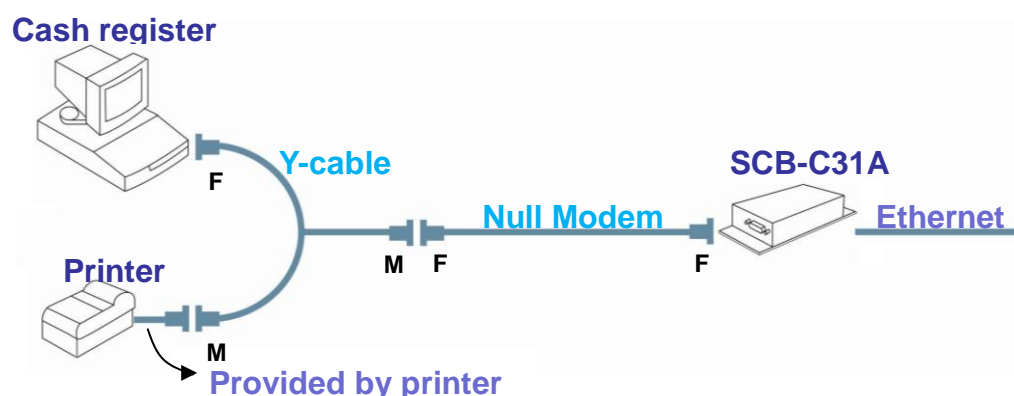 Cash register
F
Y-cable
SCB-C31A
Null Modem
Ethernet
M
F
F
Printer
M
Provided by printer